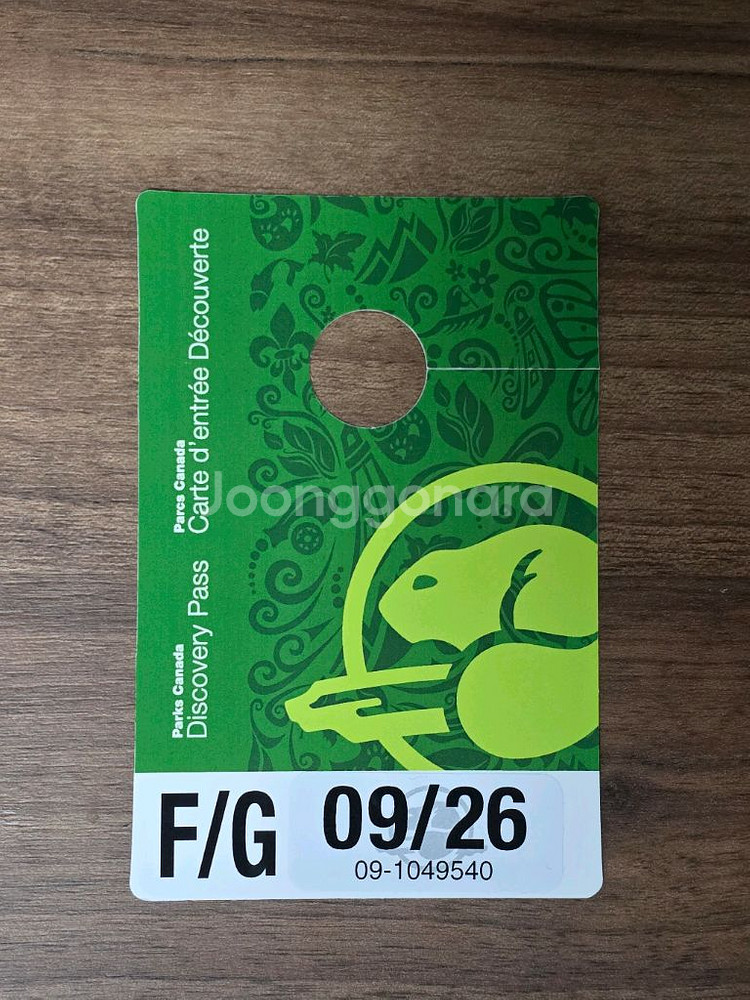 Parks Canada
Discovery Pass
Parcs Canada
Carte d'entrée Découverte
Joonggonara
F/G
09/26
09-1049540